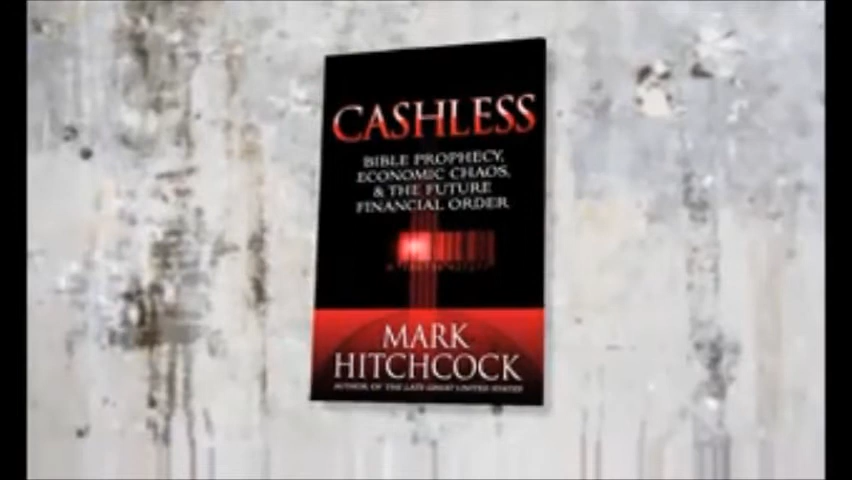 CASHLESS
BIBLE PROPHECY,
ECONOMIC CHAOS,
& THE FUTURE
FINANCIAL ORDER
MARK
HITCHCOCK
AUTHOR OF THE LATE GREAT UNITED STATES